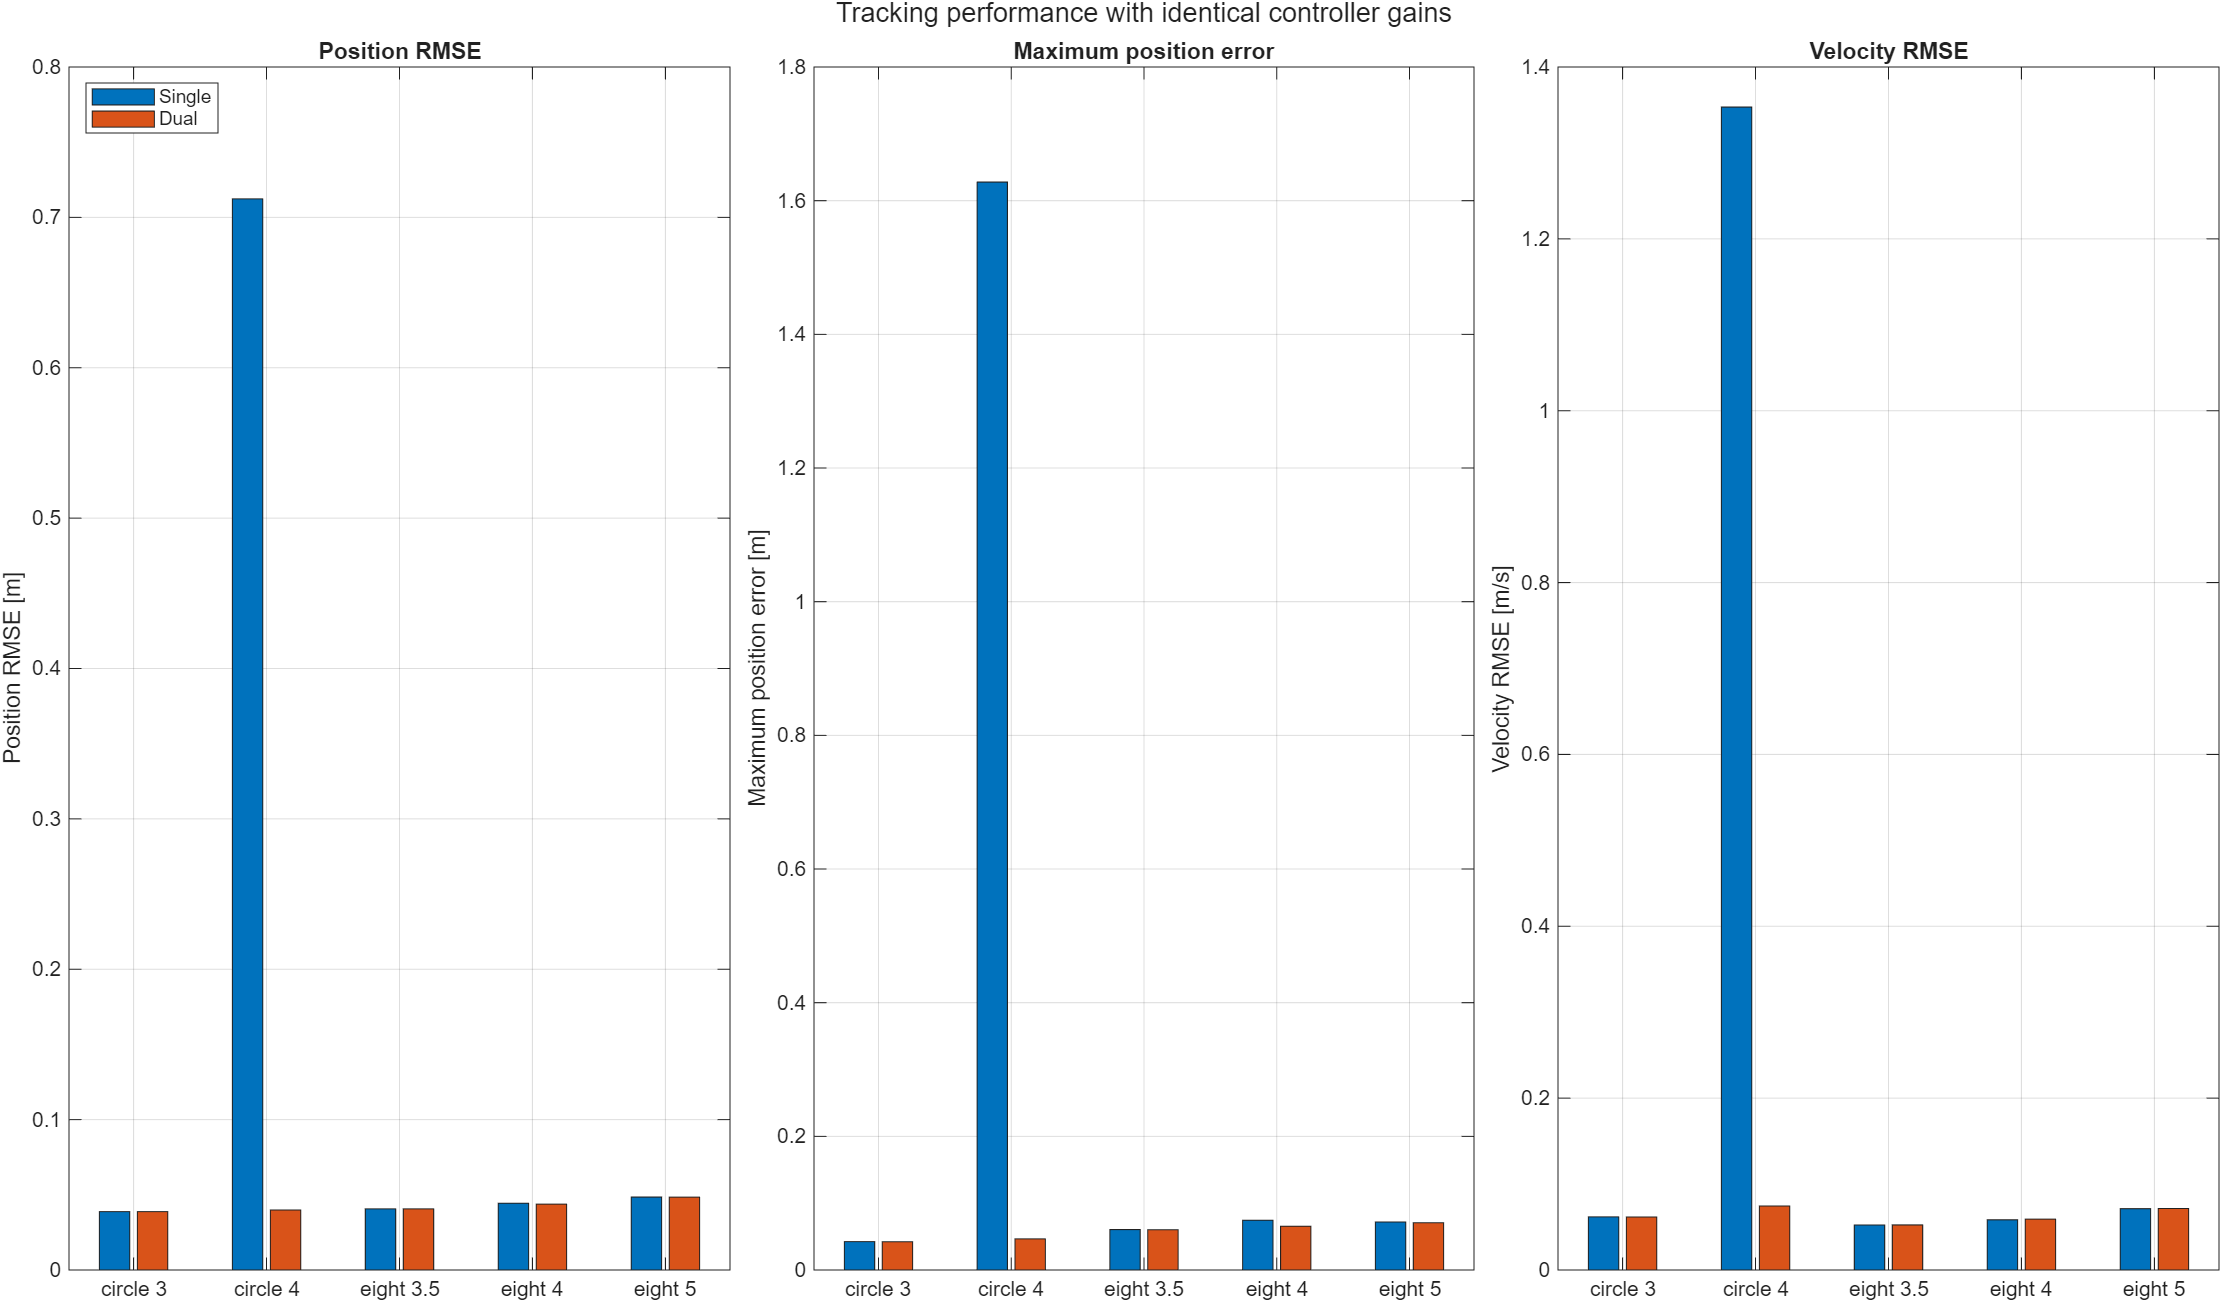 Tracking performance with identical controller gains
Position RMSE
Position RMSE [m]
0.8
0.7
0.6
0.5
0.4
0.3
0.2
0.1
0
Single
Dual
circle 3
circle 4
eight 3.5
eight 4
eight 5
Maximum position error
Maximum position error [m]
1.8
1.6
1.4
1.2
1
0.8
0.6
0.4
0.2
0
circle 3
circle 4
eight 3.5
eight 4
eight 5
Velocity RMSE
Velocity RMSE [m/s]
1.4
1.2
1
0.8
0.6
0.4
0.2
0
circle 3
circle 4
eight 3.5
eight 4
eight 5